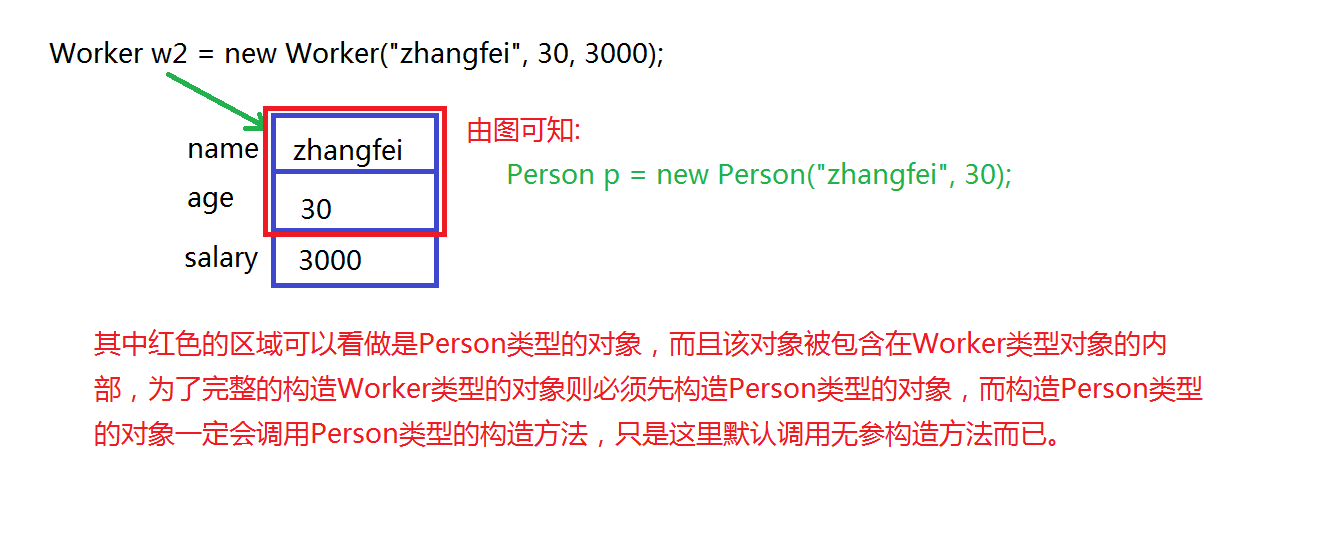 Worker w2 = new Worker("zhangfei", 30, 3000);
由图可知:
name zhangfei
Person p = new Person("zhangfei", 30);
age 30
salary 3000
其中红色的区域可以看做是Person类型的对象，而且该对象被包含在Worker类型对象的内
部，为了完整的构造Worker类型的对象则必须先构造Person类型的对象，而构造Person类型
的对象一定会调用Person类型的构造方法，只是这里默认调用无参构造方法而已。